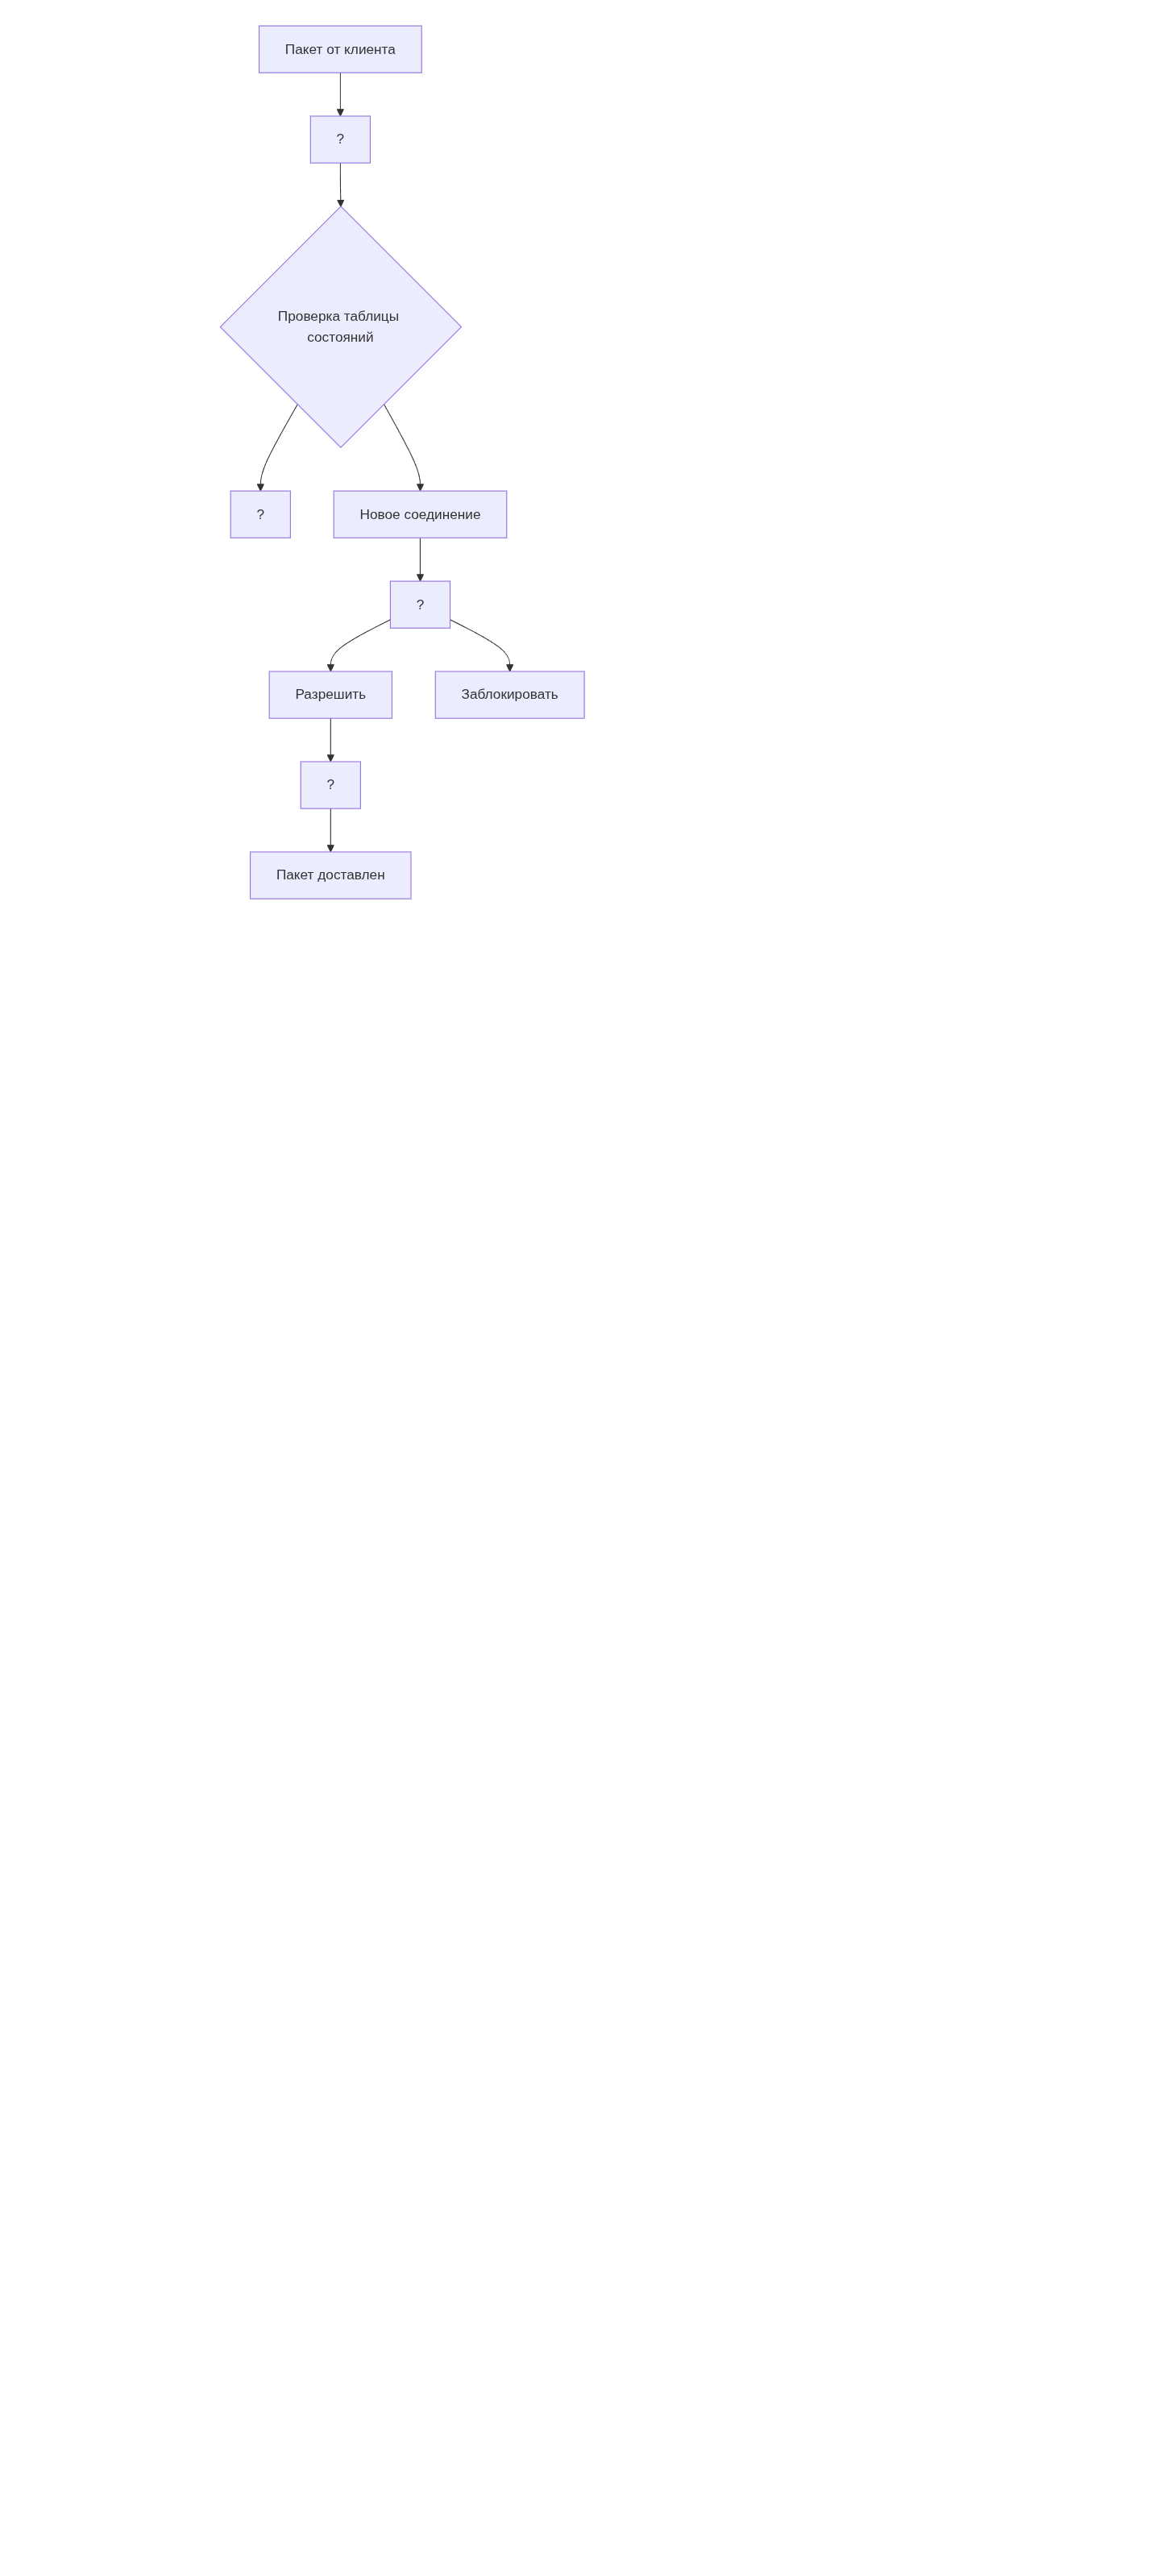 Пакет от клиента
?
Проверка таблицы
состояний
?
Новое соединение
?
Разрешить
Заблокировать
?
Пакет доставлен